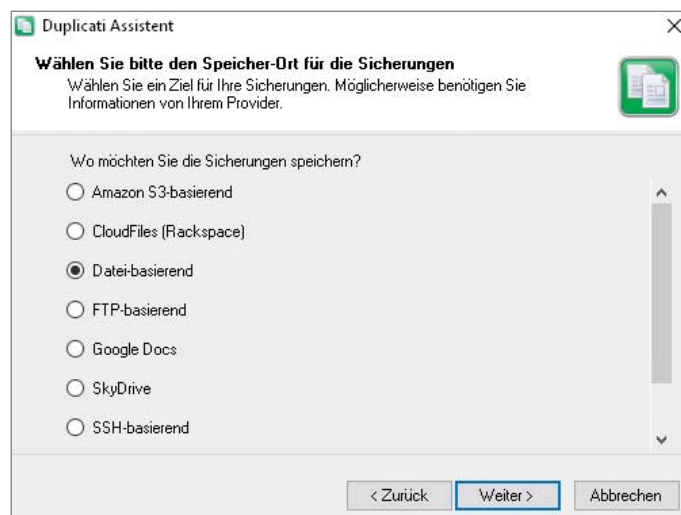 Duplicati Assistent
Wählen Sie bitte den Speicher-Ort für die Sicherungen
Wählen Sie ein Ziel für Ihre Sicherungen. Möglicherweise benötigen Sie
Informationen von Ihrem Provider.
Wo möchten Sie die Sicherungen speichern?
Amazon S3-basierend
CloudFiles (Rackspace)
Datei-basierend
FTP-basierend
Google Docs
SkyDrive
SSH-basierend
< Zurück Weiter > Abbrechen